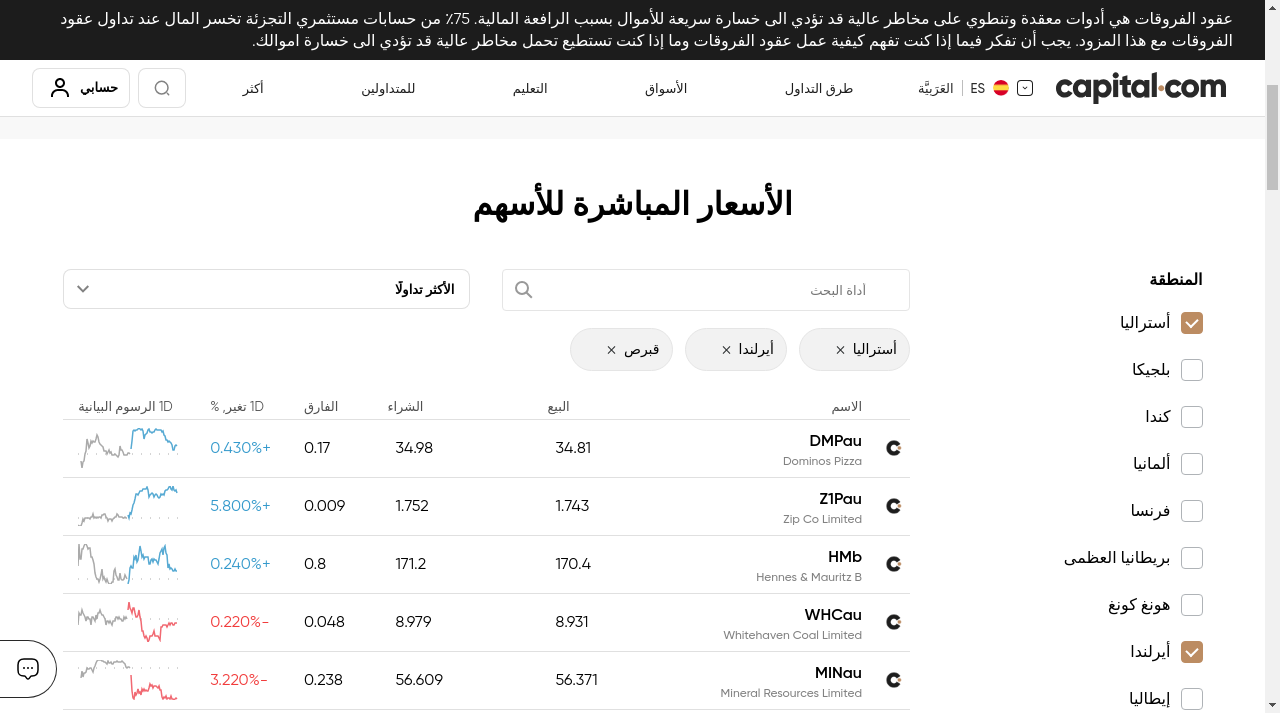 عقود الفروقات هي أدوات معقدة وتنطوي على مخاطر عالية قد تؤدي الى خسارة سريعة للأموال بسبب الرافعة المالية. 75٪ من حسابات مستثمري التجزئة تخسر المال عند تداول عقود
الفروقات مع هذا المزود. يجب أن تفكر فيما إذا كنت تفهم كيفية عمل عقود الفروقات وما إذا كنت تستطيع تحمل مخاطر عالية قد تؤدي الى خسارة اموالك.
capital.com
ES
العَرَبيَّة
طرق التداول
الأسواق
التعليم
للمتداولين
أكثر
حسابي
الأسعار المباشرة للأسهم
المنطقة
أستراليا
بلجيكا
كندا
ألمانيا
فرنسا
بريطانيا العظمى
هونغ كونغ
أيرلندا
إيطاليا
أداة البحث
الأكثر تداولًا
أستراليا ×
أيرلندا ×
قبرص ×
الاسم البيع الشراء الفارق 1D تغير, % 1D الرسوم البيانية
DMPau 34.81 34.98 0.17 0.430%+
Dominos Pizza
Z1Pau 1.743 1.752 0.009 5.800%+
Zip Co Limited
HMb 170.4 171.2 0.8 0.240%+
Hennes & Mauritz B
WHCau 8.931 8.979 0.048 0.220%-
Whitehaven Coal Limited
MINau 56.371 56.609 0.238 3.220%-
Mineral Resources Limited